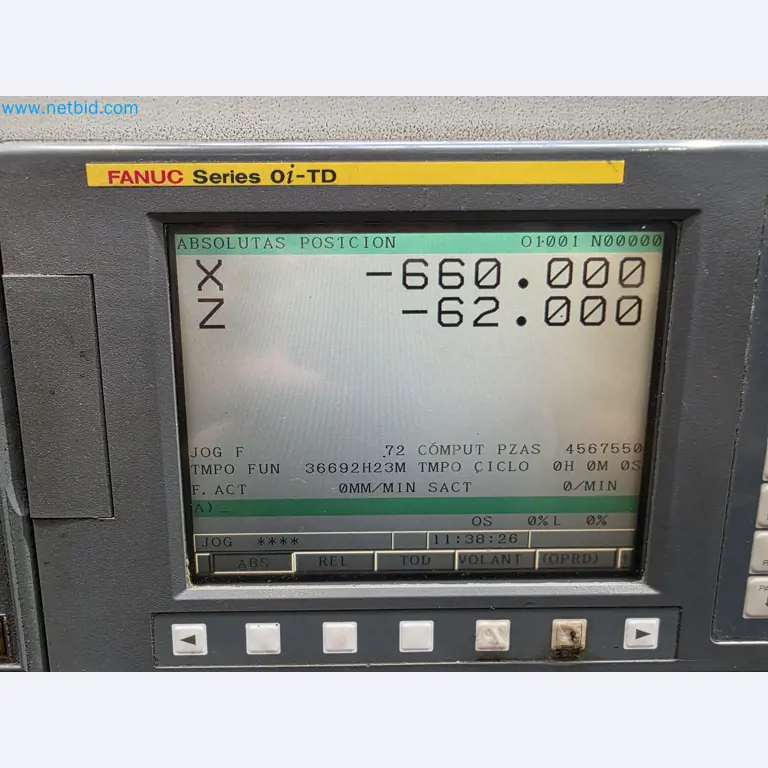 www.netbid.com
FANUC Series 0i-TD
ABSOLUTAS POSICION O1001 N00000
X -660.000
Z -62.000
JOG F 72 CÓMPUT PZAS 4567550
TMPO FUN 36692H23M TMPO CICLO 0H 0M 0S
F. ACT 0MM/MIN SACT 0/MIN
A)_
OS 0% L 0%
JOG **** 11:38:26
ABS REL TOD VOLANT (OPRD)